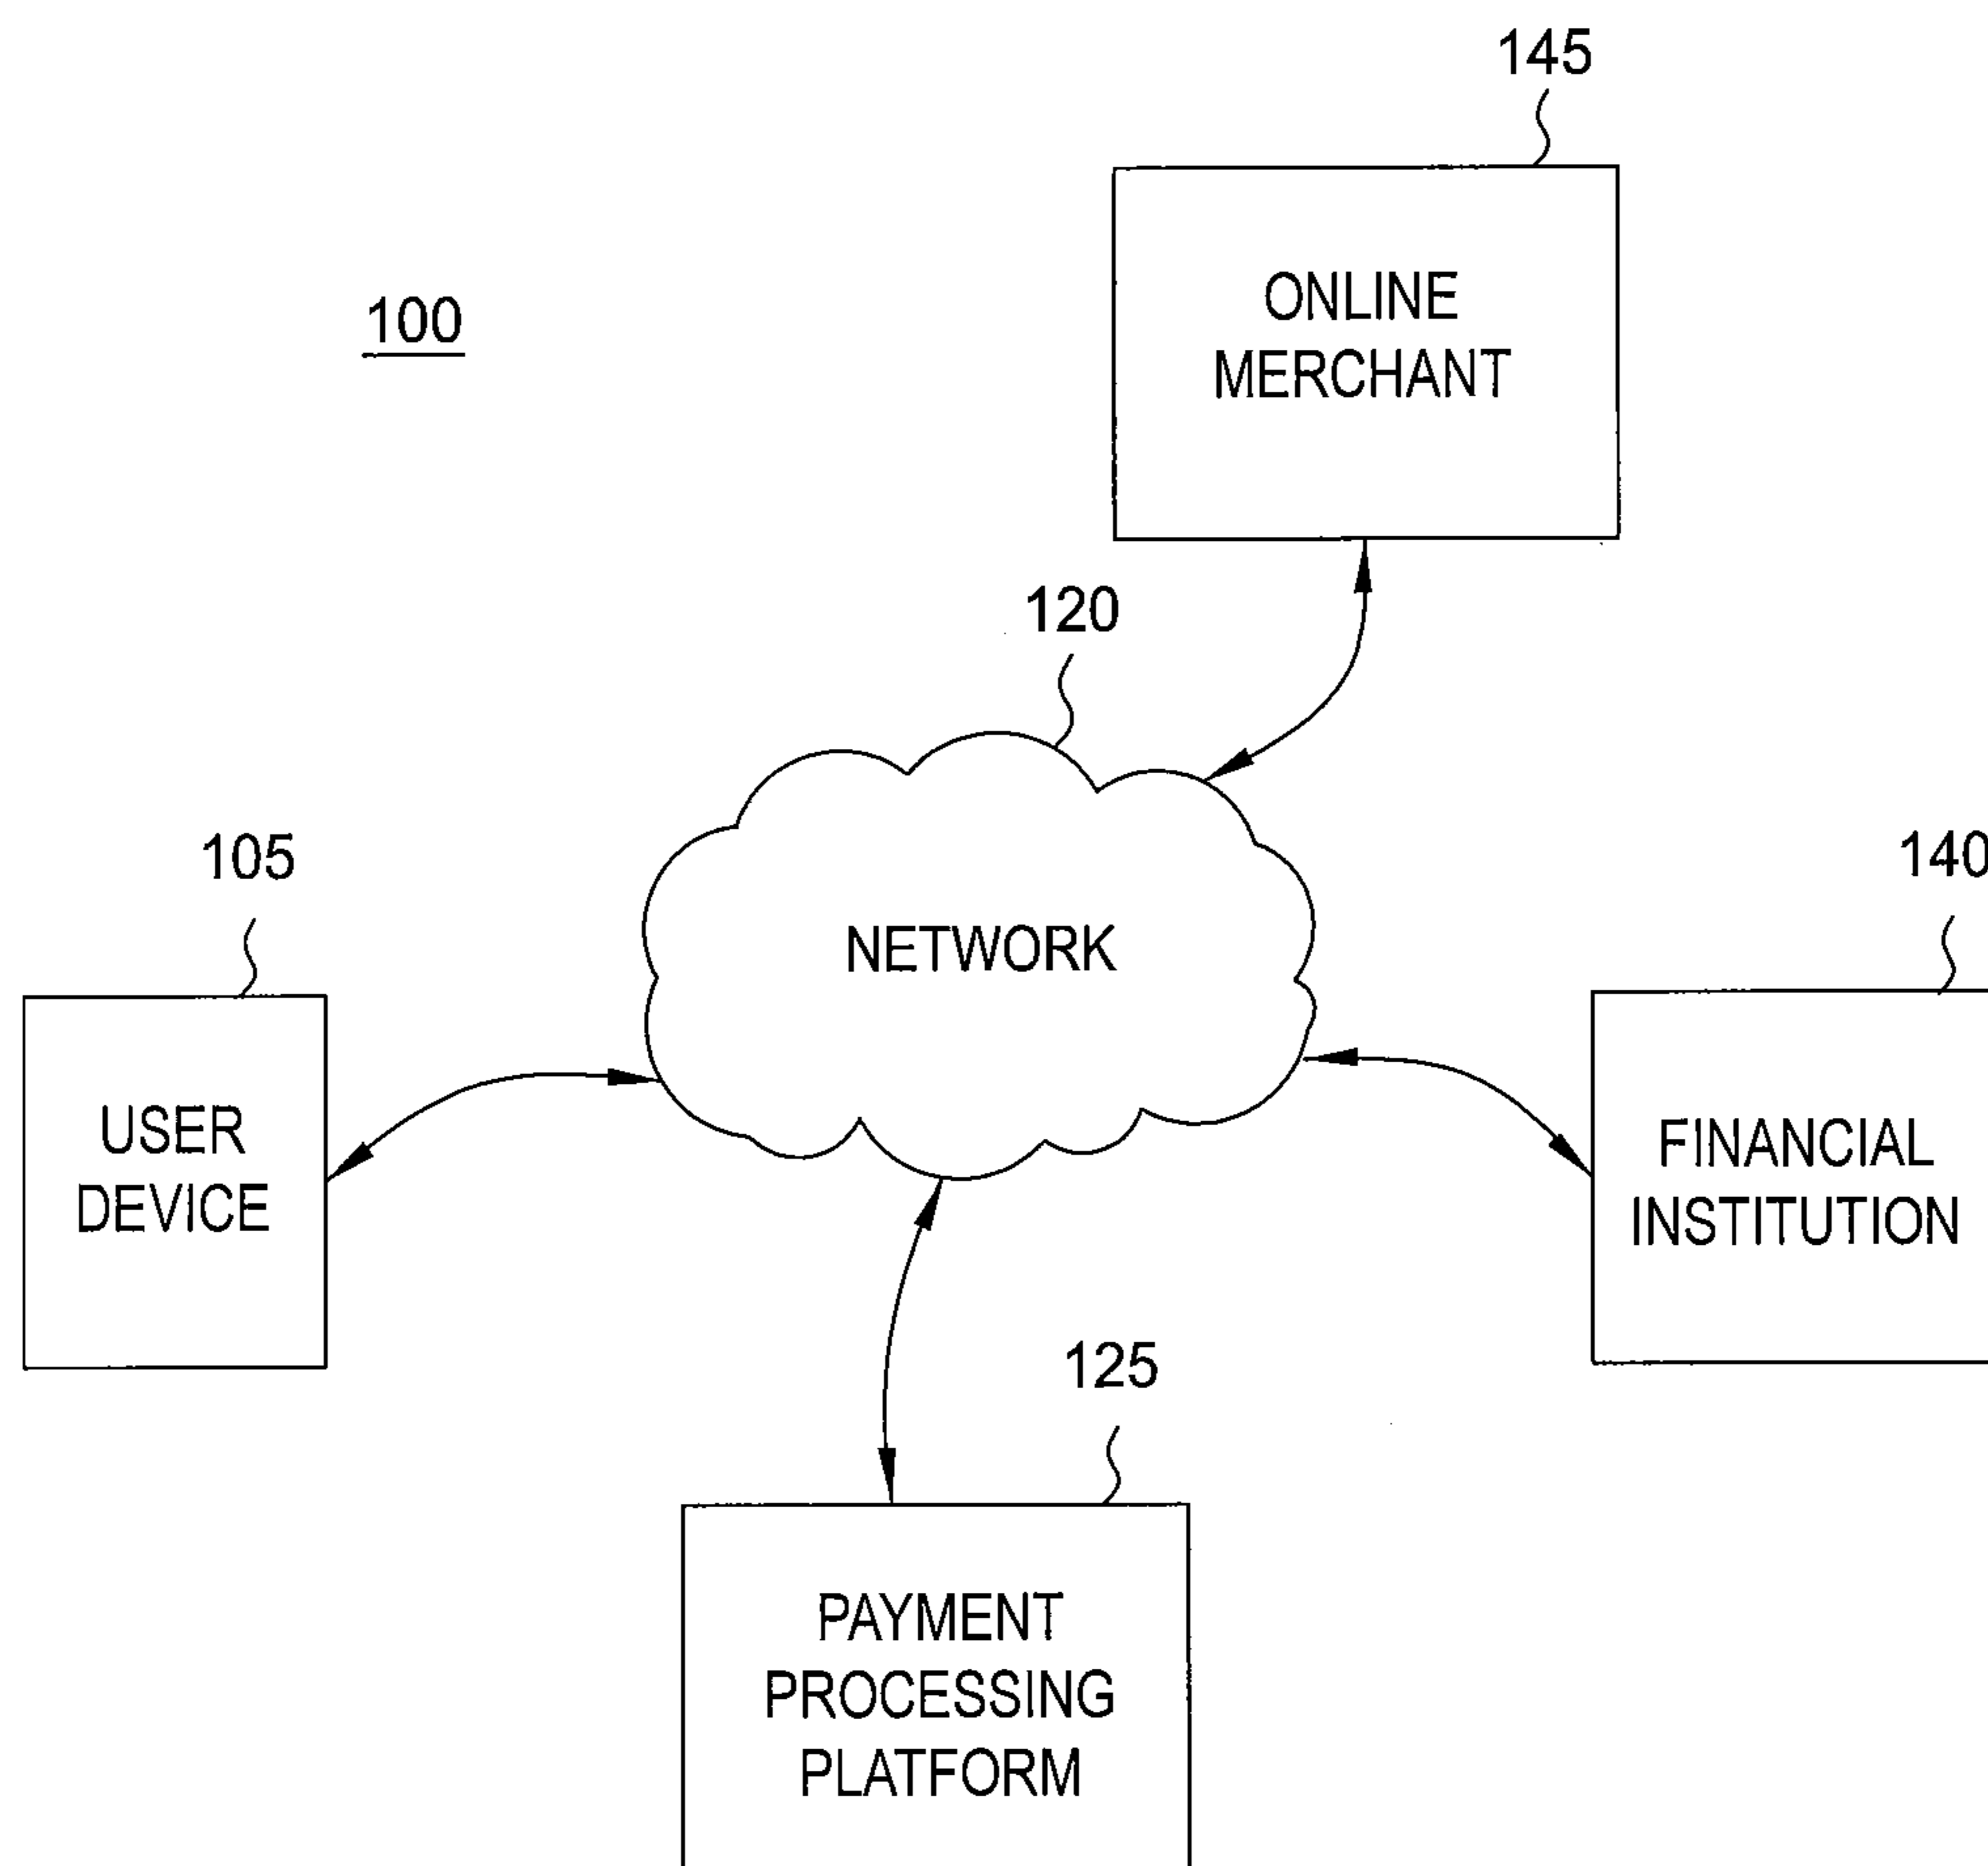 145
ONLINE
MERCHANT
100
120
NETWORK
105
140
USER
DEVICE
FINANCIAL
INSTITUTION
125
PAYMENT
PROCESSING
PLATFORM